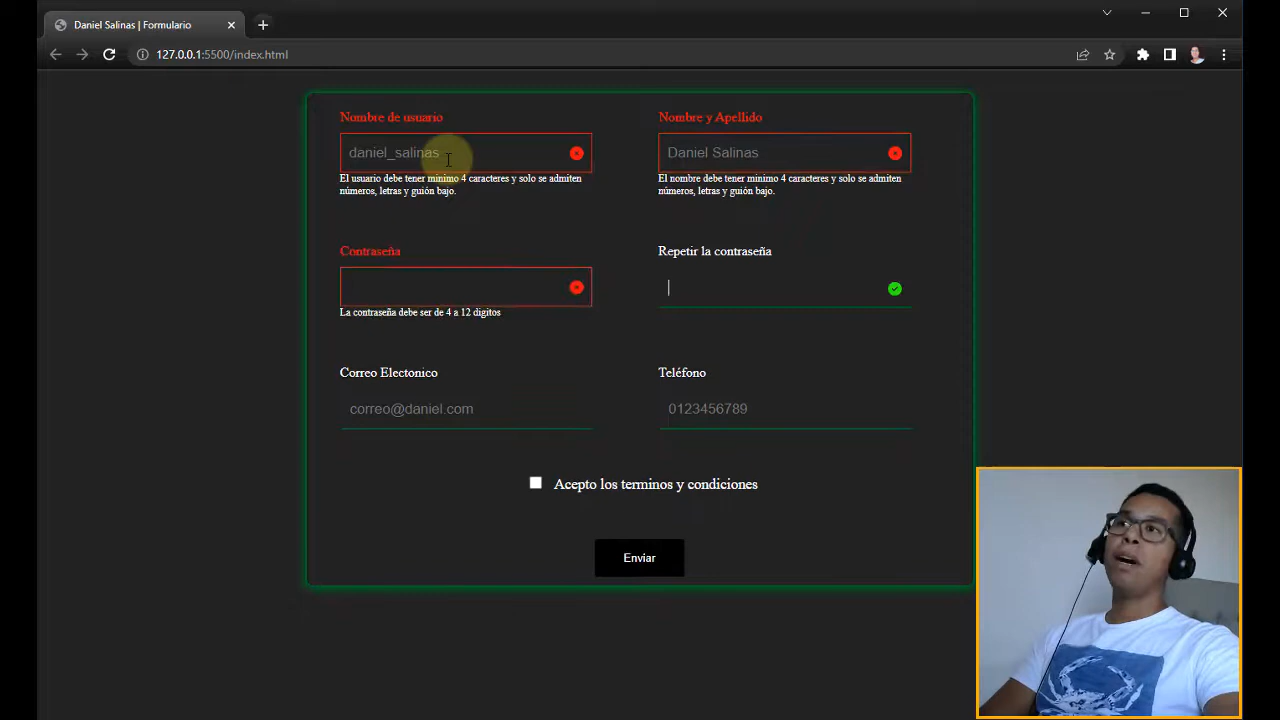 Daniel Salinas | Formulario
127.0.0.1:5500/index.html
Nombre de usuario
daniel_salinas
El usuario debe tener minimo 4 caracteres y solo se admiten
números, letras y guión bajo.
Nombre y Apellido
Daniel Salinas
El nombre debe tener minimo 4 caracteres y solo se admiten
números, letras y guión bajo.
Contraseña
La contraseña debe ser de 4 a 12 digitos
Repetir la contraseña
Correo Electonico
correo@daniel.com
Teléfono
0123456789
Acepto los terminos y condiciones
Enviar